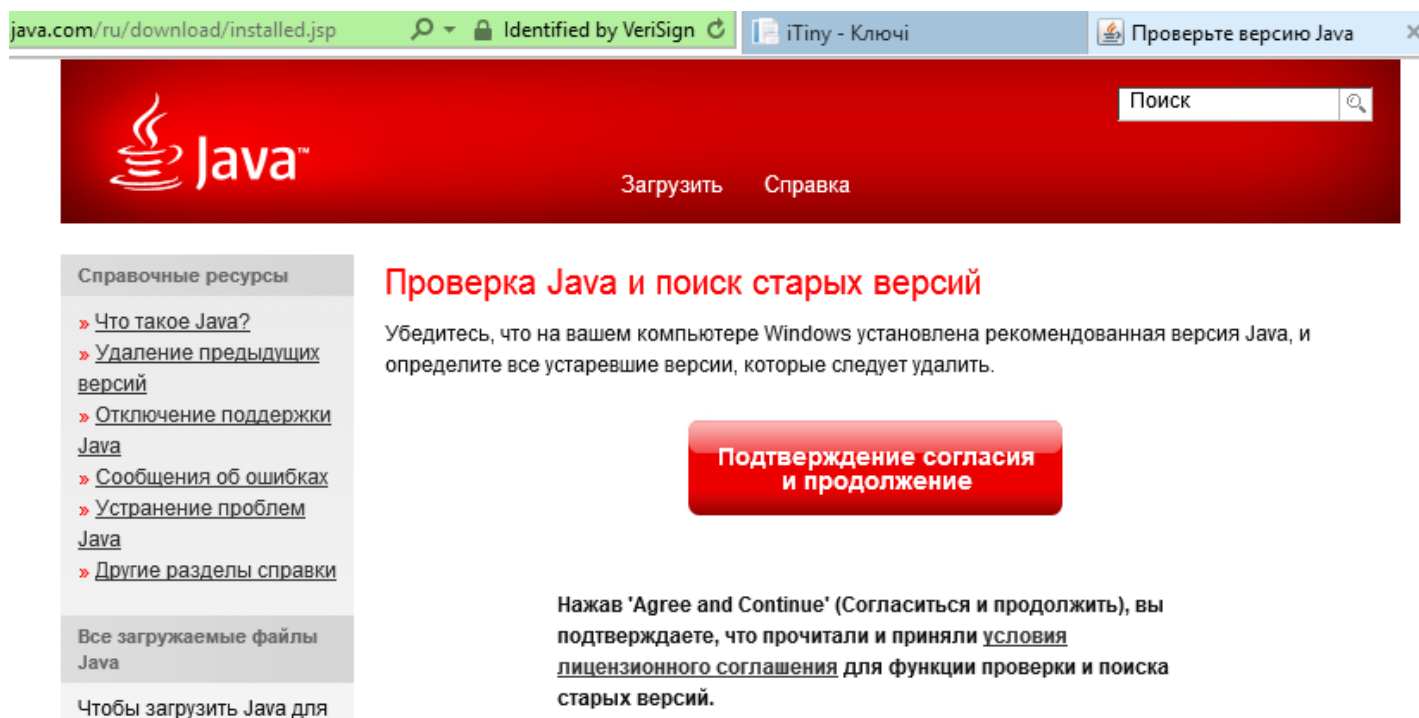 java.com/ru/download/installed.jsp
Identified by VeriSign
iTiny - Ключі
Проверьте версию Java
Java™
Поиск
Загрузить
Справка
Справочные ресурсы
» Что такое Java?
» Удаление предыдущих
версий
» Отключение поддержки
Java
» Сообщения об ошибках
» Устранение проблем
Java
» Другие разделы справки
Все загружаемые файлы
Java
Чтобы загрузить Java для
Проверка Java и поиск старых версий
Убедитесь, что на вашем компьютере Windows установлена рекомендованная версия Java, и
определите все устаревшие версии, которые следует удалить.
Подтверждение согласия
и продолжение
Нажав 'Agree and Continue' (Согласиться и продолжить), вы
подтверждаете, что прочитали и приняли условия
лицензионного соглашения для функции проверки и поиска
старых версий.